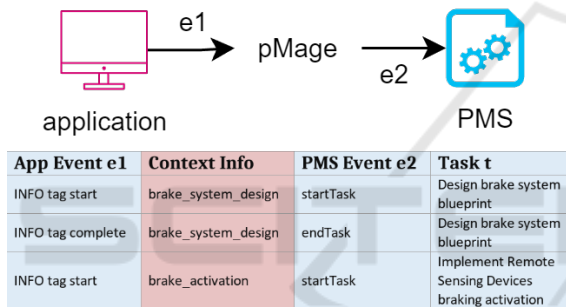 e1
pMage
e2
application
PMS
App Event e1 Context Info PMS Event e2 Task t
INFO tag start brake_system_design startTask Design brake system
blueprint
INFO tag complete brake_system_design endTask Design brake system
blueprint
INFO tag start brake_activation startTask Implement Remote
Sensing Devices
braking activation